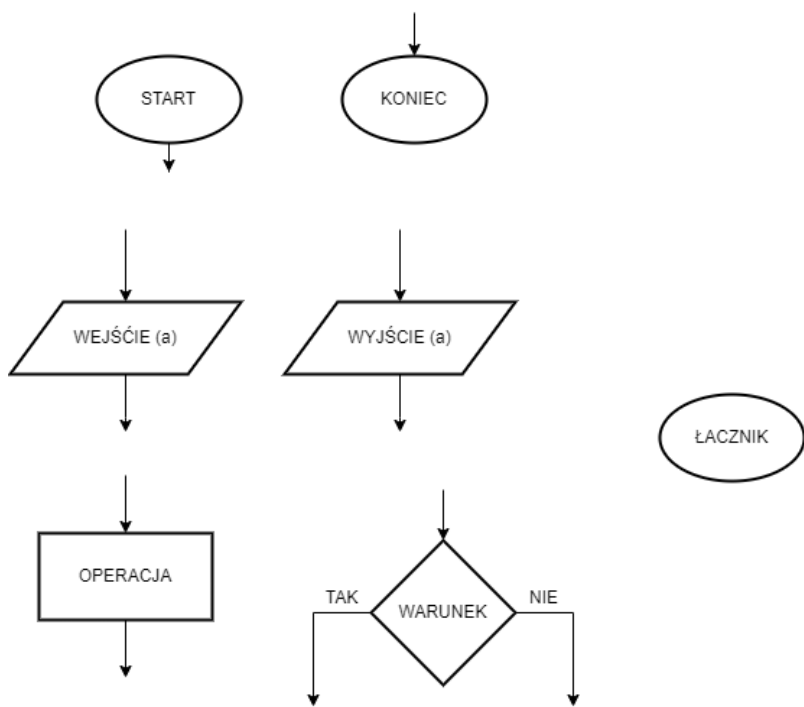 START
KONIEC
WEJŚĆIE (a)
WYJŚCIE (a)
ŁACZNIK
OPERACJA
TAK
WARUNEK
NIE